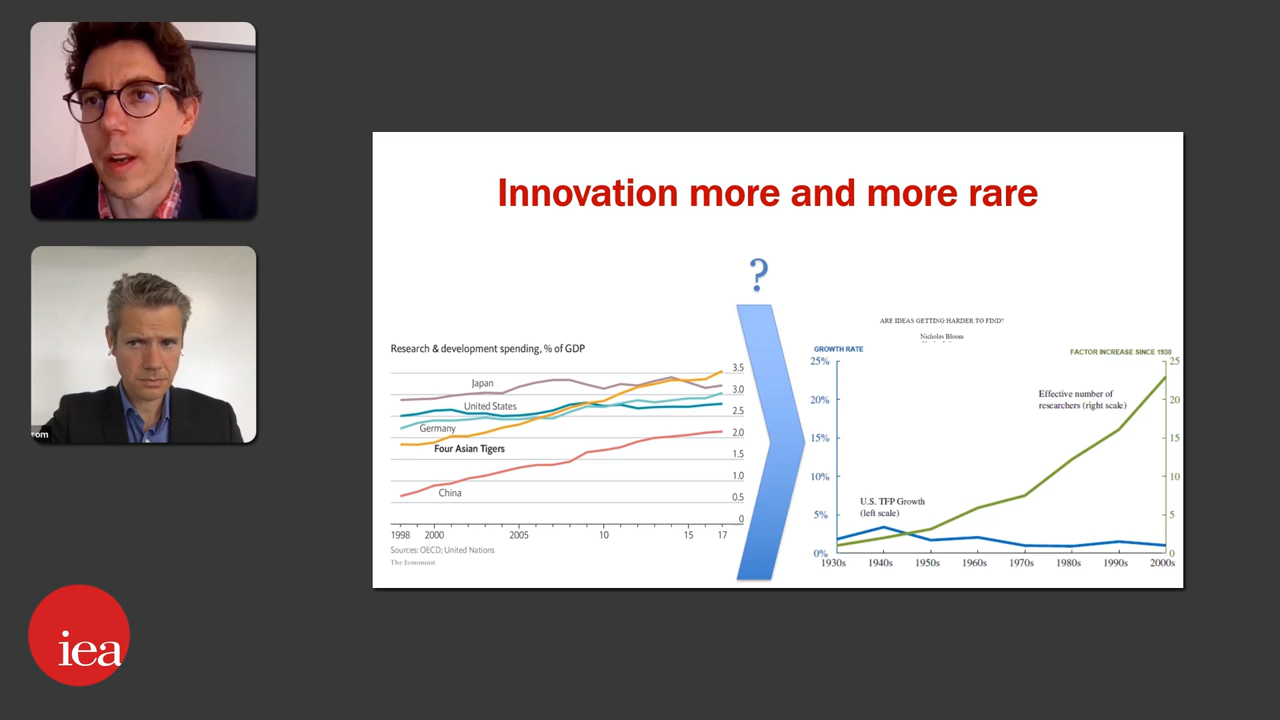 Innovation more and more rare
?
Research & development spending, % of GDP
3.5
Japan
3.0
United States
2.5
Germany
2.0
Four Asian Tigers
1.5
1.0
China
0.5
0
1998 2000 2005 10 15 17
Sources: OECD; United Nations
The Economist
ARE IDEAS GETTING HARDER TO FIND?
Nicholas Bloom
GROWTH RATE FACTOR INCREASE SINCE 1930
25% 25
Effective number of
researchers (right scale)
20% 20
15% 15
10% 10
U.S. TFP Growth
(left scale)
5% 5
0% 0
1930s 1940s 1950s 1960s 1970s 1980s 1990s 2000s
rom
iea